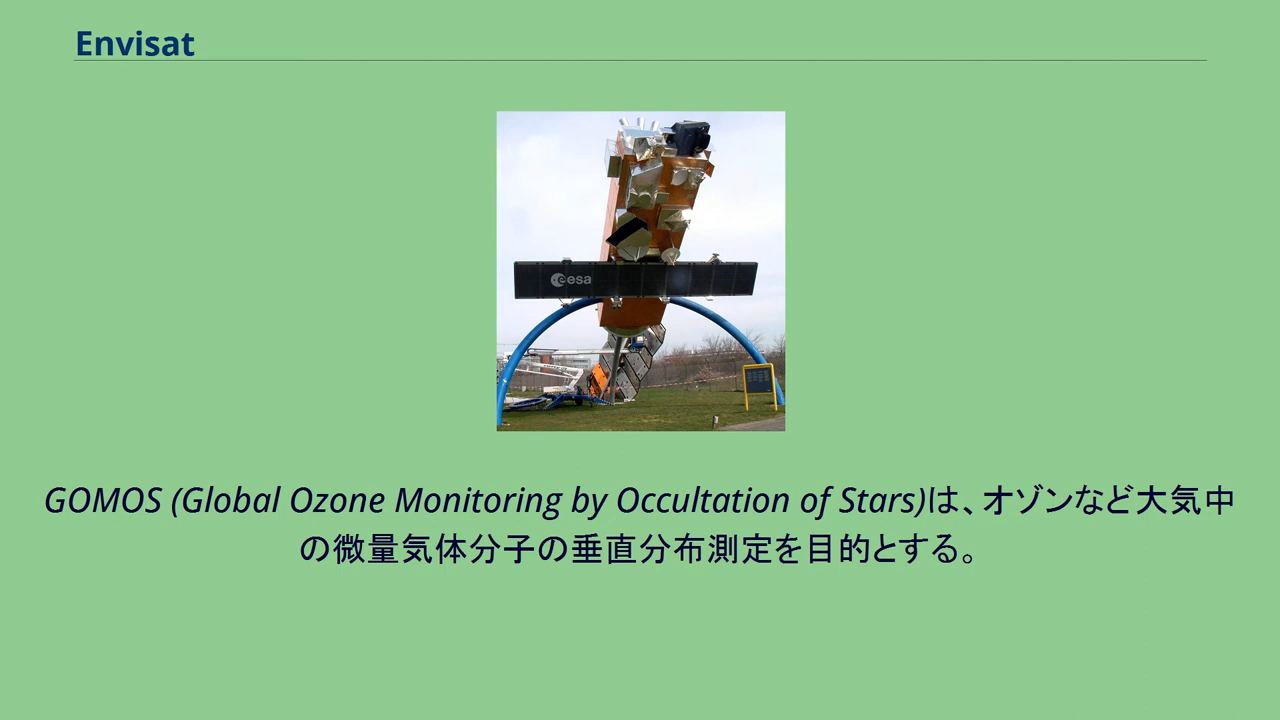 Envisat
esa
GOMOS (Global Ozone Monitoring by Occultation of Stars)は、オゾンなど大気中
の微量気体分子の垂直分布測定を目的とする。